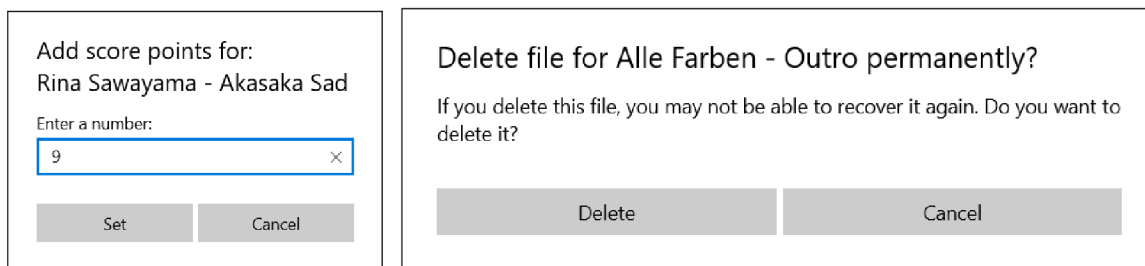 Add score points for:
Rina Sawayama - Akasaka Sad
Enter a number:
9
Set
Cancel
Delete file for Alle Farben - Outro permanently?
If you delete this file, you may not be able to recover it again. Do you want to
delete it?
Delete
Cancel